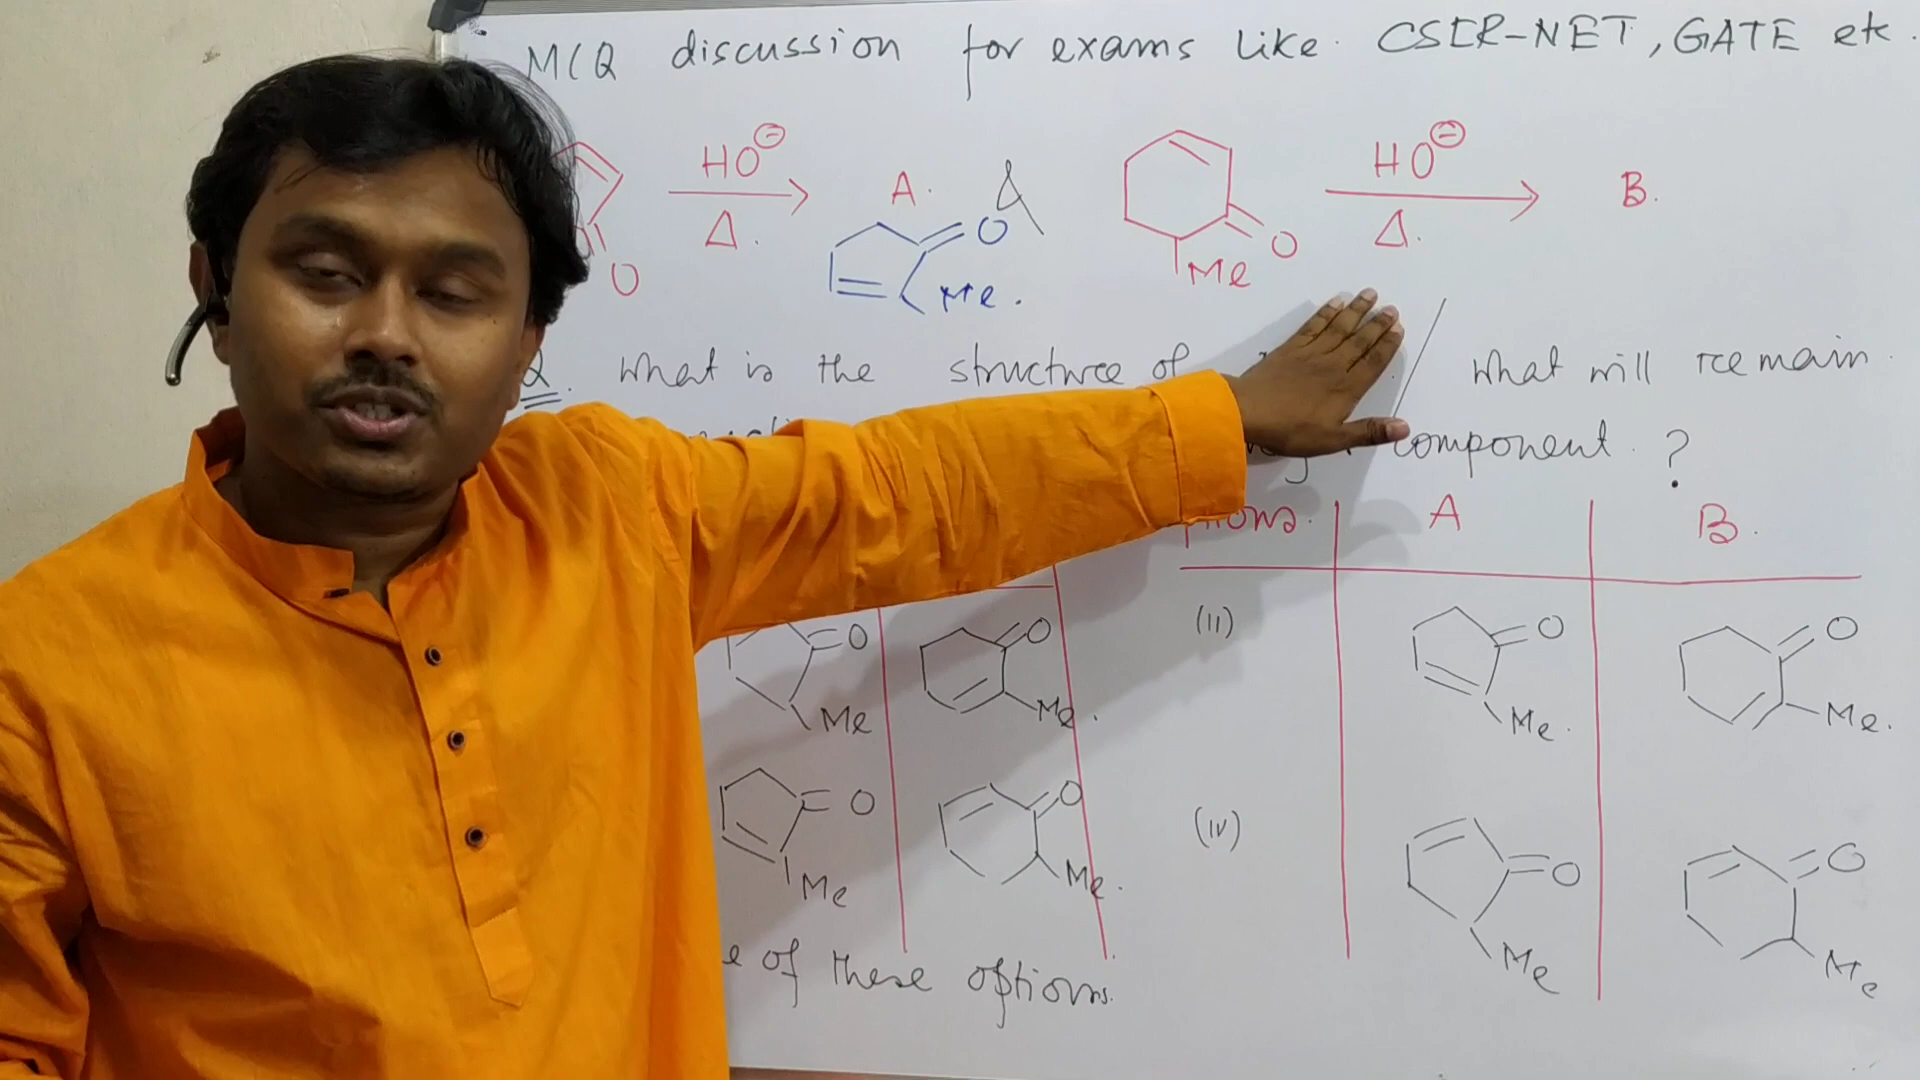 MCQ discussion for exams like. CSIR-NET, GATE etc.
HO⊖ HO⊖
A. & B.
Δ. O Δ.
O Me O
Me.
Q. What is the structure of What will remain
component. ?
A B.
(ii) O O
O O
Me Me. Me. Me.
O O (iv) O O
Me Me. Me Me
of these options.